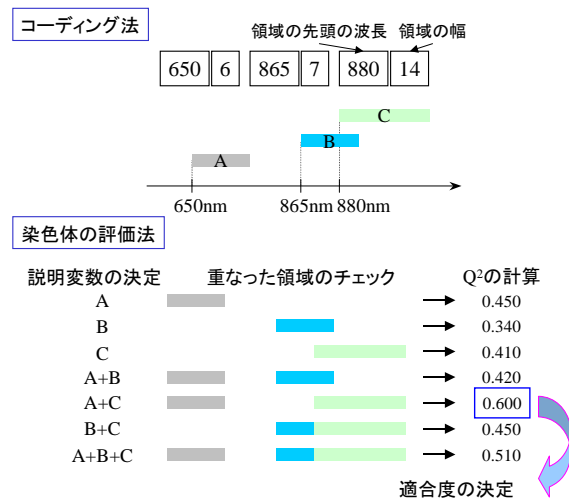 コーディング法
領域の先頭の波長 領域の幅
650 6 865 7 880 14
C
B
A
650nm 865nm 880nm
染色体の評価法
説明変数の決定 重なった領域のチェック Q²の計算
A 0.450
B 0.340
C 0.410
A+B 0.420
A+C 0.600
B+C 0.450
A+B+C 0.510
適合度の決定